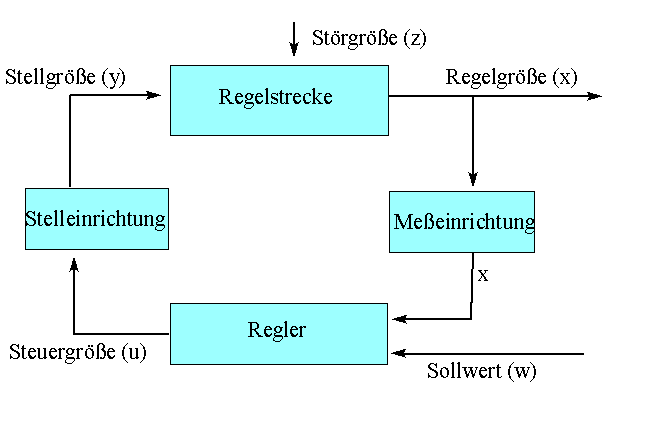 Störgröße (z)
Stellgröße (y)
Regelgröße (x)
Regelstrecke
Stelleinrichtung
Meßeinrichtung
x
Regler
Steuergröße (u)
Sollwert (w)